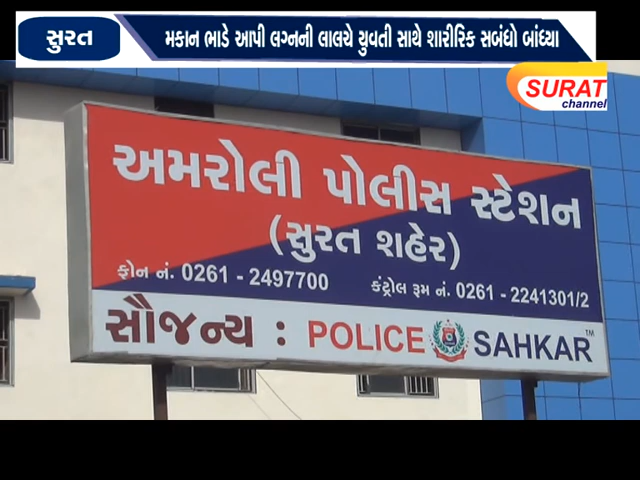 સુરત
મકાન ભાડે આપી લગ્નની લાલચે યુવતી સાથે શારીરિક સબંધો બાંધ્યા
SURAT
channel
અમરોલી પોલીસ સ્ટેશન
(સુરત શહેર)
ફોન નં. 0261 - 2497700
કંટ્રોલ રૂમ નં. 0261 - 2241301/2
સૌજન્ય : POLICE SAHKAR TM